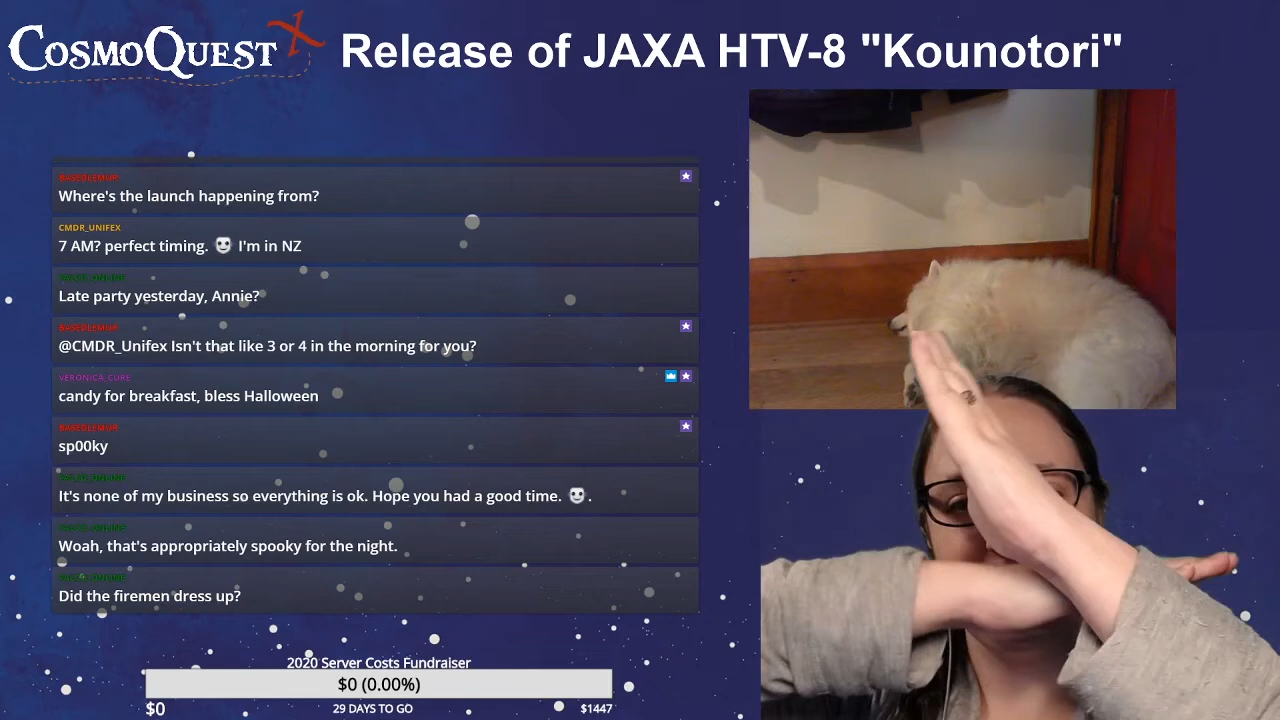 CosmoQuest X
Release of JAXA HTV-8 "Kounotori"
BASEDLEMUR
Where's the launch happening from?
CMDR_UNIFEX
7 AM? perfect timing. I'm in NZ
Late party yesterday, Annie?
BASEDLEMUR
@CMDR_Unifex Isn't that like 3 or 4 in the morning for you?
VERONICA_CURE
candy for breakfast, bless Halloween
BASEDLEMUR
sp00ky
It's none of my business so everything is ok. Hope you had a good time. .
Woah, that's appropriately spooky for the night.
Did the firemen dress up?
2020 Server Costs Fundraiser
$0 (0.00%)
$0 29 DAYS TO GO $1447